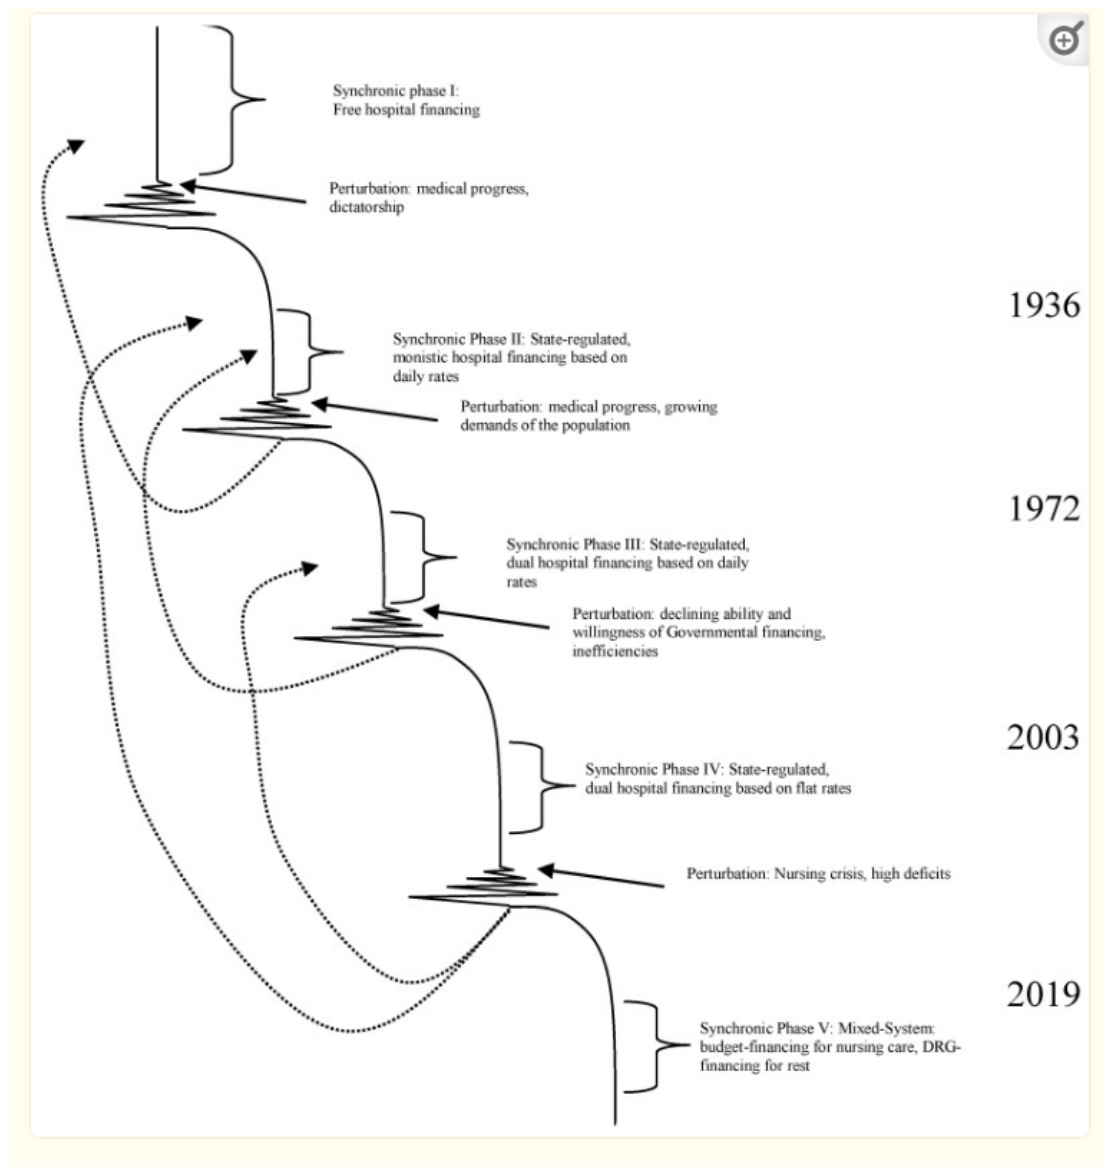 Synchronic phase I:
Free hospital financing
Perturbation: medical progress,
dictatorship
1936
Synchronic Phase II: State-regulated,
monistic hospital financing based on
daily rates
Perturbation: medical progress, growing
demands of the population
1972
Synchronic Phase III: State-regulated,
dual hospital financing based on daily
rates
Perturbation: declining ability and
willingness of Governmental financing,
inefficiencies
2003
Synchronic Phase IV: State-regulated,
dual hospital financing based on flat rates
Perturbation: Nursing crisis, high deficits
2019
Synchronic Phase V: Mixed-System:
budget-financing for nursing care, DRG-
financing for rest